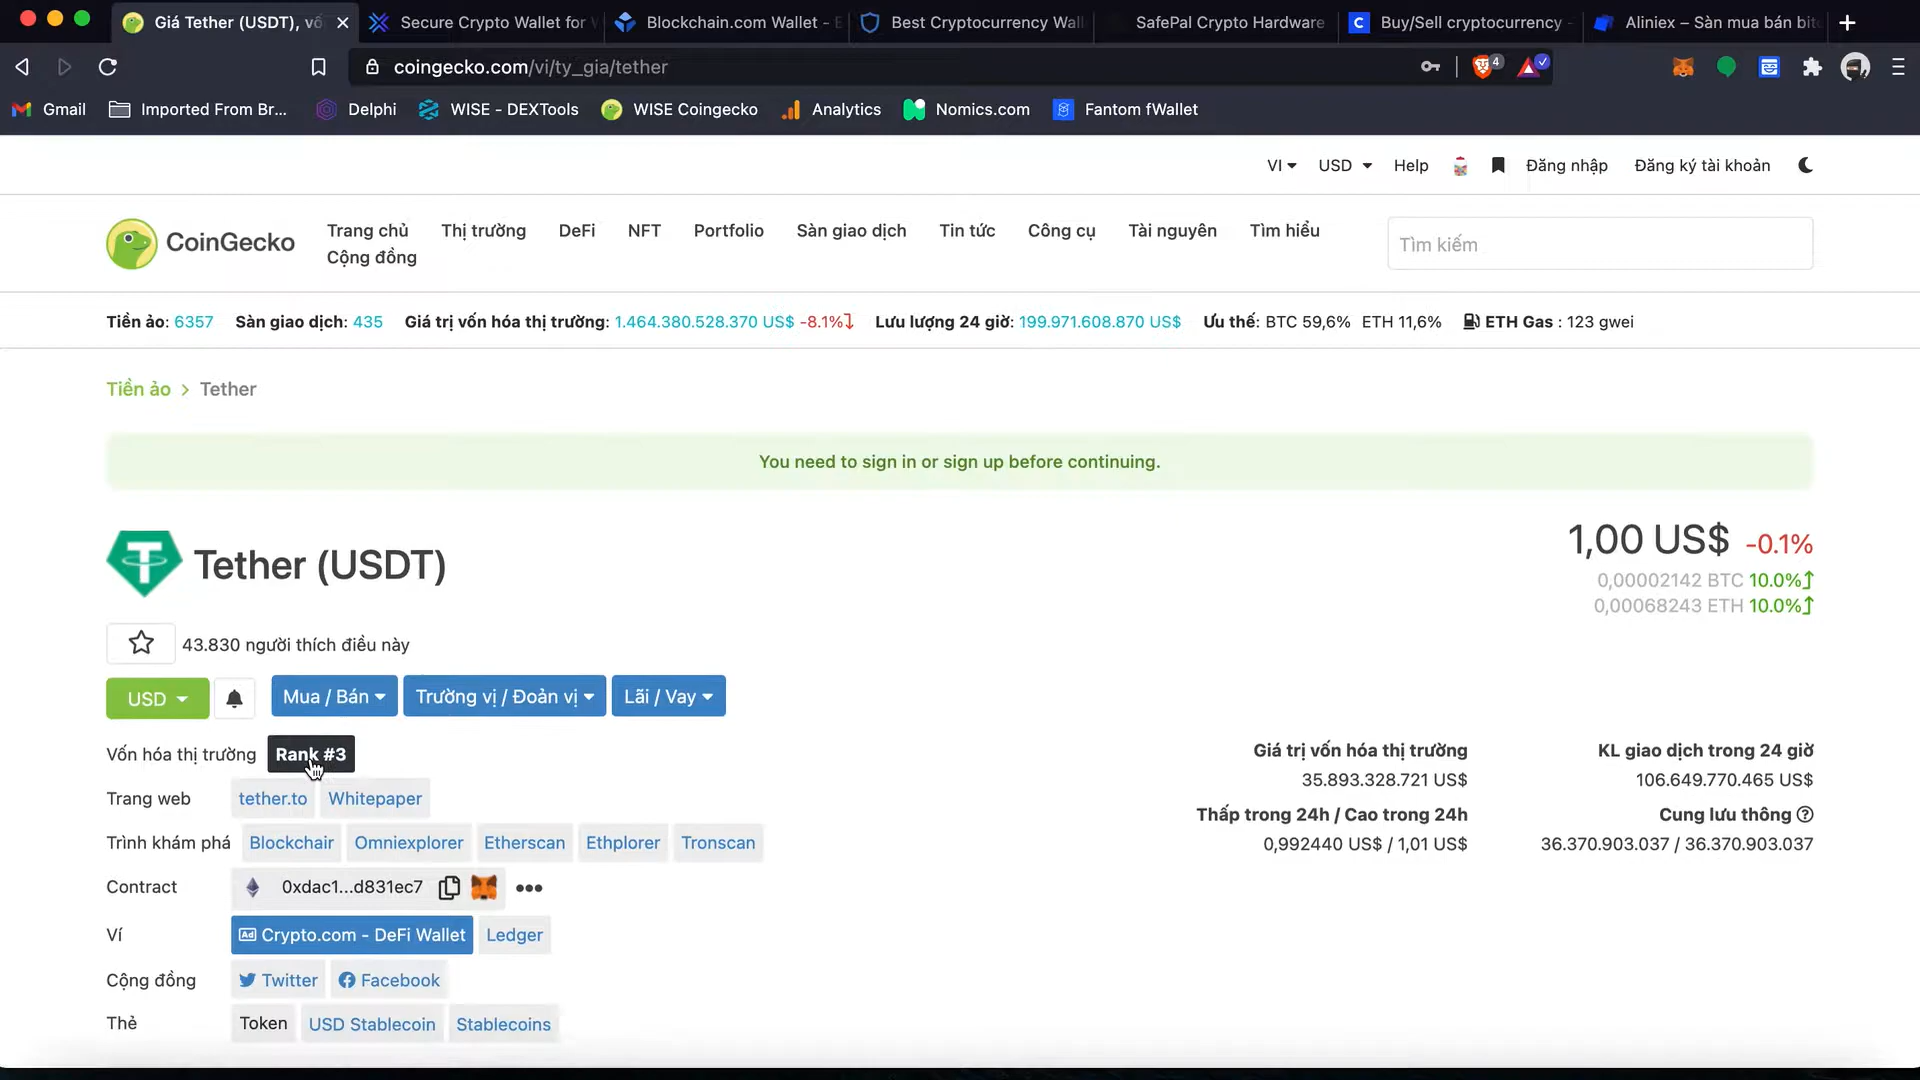 Giá Tether (USDT), vố
Secure Crypto Wallet for
Blockchain.com Wallet - E
Best Cryptocurrency Wall
SafePal Crypto Hardware
Buy/Sell cryptocurrency -
Aliniex – Sàn mua bán bit
coingecko.com/vi/ty_gia/tether
4
Gmail
Imported From Br...
Delphi
WISE - DEXTools
WISE Coingecko
Analytics
Nomics.com
Fantom fWallet
VI
USD
Help
Đăng nhập
Đăng ký tài khoản
CoinGecko
Trang chủ
Thị trường
DeFi
NFT
Portfolio
Sàn giao dịch
Tin tức
Công cụ
Tài nguyên
Tìm hiểu
Cộng đồng
Tìm kiếm
Tiền ảo: 6357
Sàn giao dịch: 435
Giá trị vốn hóa thị trường: 1.464.380.528.370 US$ -8.1%
Lưu lượng 24 giờ: 199.971.608.870 US$
Ưu thế: BTC 59,6% ETH 11,6%
ETH Gas : 123 gwei
Tiền ảo > Tether
You need to sign in or sign up before continuing.
Tether (USDT)
1,00 US$ -0.1%
0,00002142 BTC 10.0%
0,00068243 ETH 10.0%
43.830 người thích điều này
USD
Mua / Bán
Trường vị / Đoản vị
Lãi / Vay
Vốn hóa thị trường Rank #3
Trang web tether.to Whitepaper
Trình khám phá Blockchair Omniexplorer Etherscan Ethplorer Tronscan
Contract 0xdac1...d831ec7
Ví Ad Crypto.com - DeFi Wallet Ledger
Cộng đồng Twitter Facebook
Thẻ Token USD Stablecoin Stablecoins
Giá trị vốn hóa thị trường
35.893.328.721 US$
KL giao dịch trong 24 giờ
106.649.770.465 US$
Thấp trong 24h / Cao trong 24h
0,992440 US$ / 1,01 US$
Cung lưu thông
36.370.903.037 / 36.370.903.037